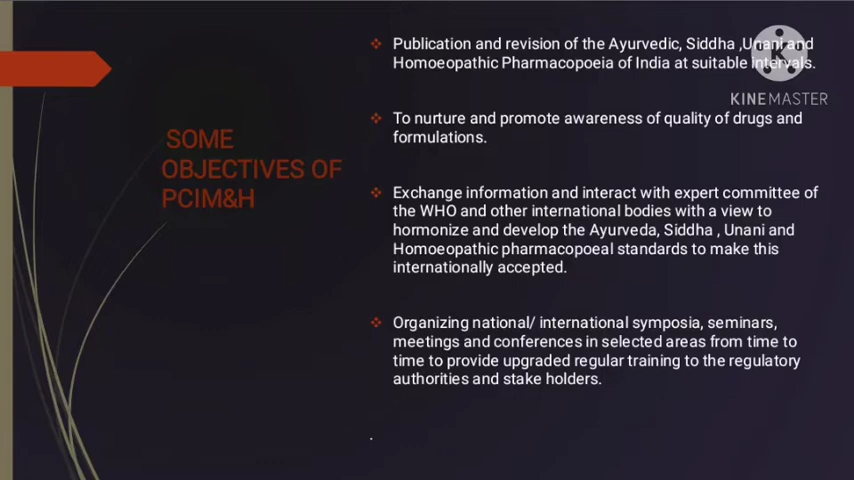 SOME
OBJECTIVES OF
PCIM&H
Publication and revision of the Ayurvedic, Siddha ,Unani and
Homoeopathic Pharmacopoeia of India at suitable intervals.
To nurture and promote awareness of quality of drugs and
formulations.
Exchange information and interact with expert committee of
the WHO and other international bodies with a view to
hormonize and develop the Ayurveda, Siddha , Unani and
Homoeopathic pharmacopoeal standards to make this
internationally accepted.
Organizing national/ international symposia, seminars,
meetings and conferences in selected areas from time to
time to provide upgraded regular training to the regulatory
authorities and stake holders.
.
K
KINEMASTER